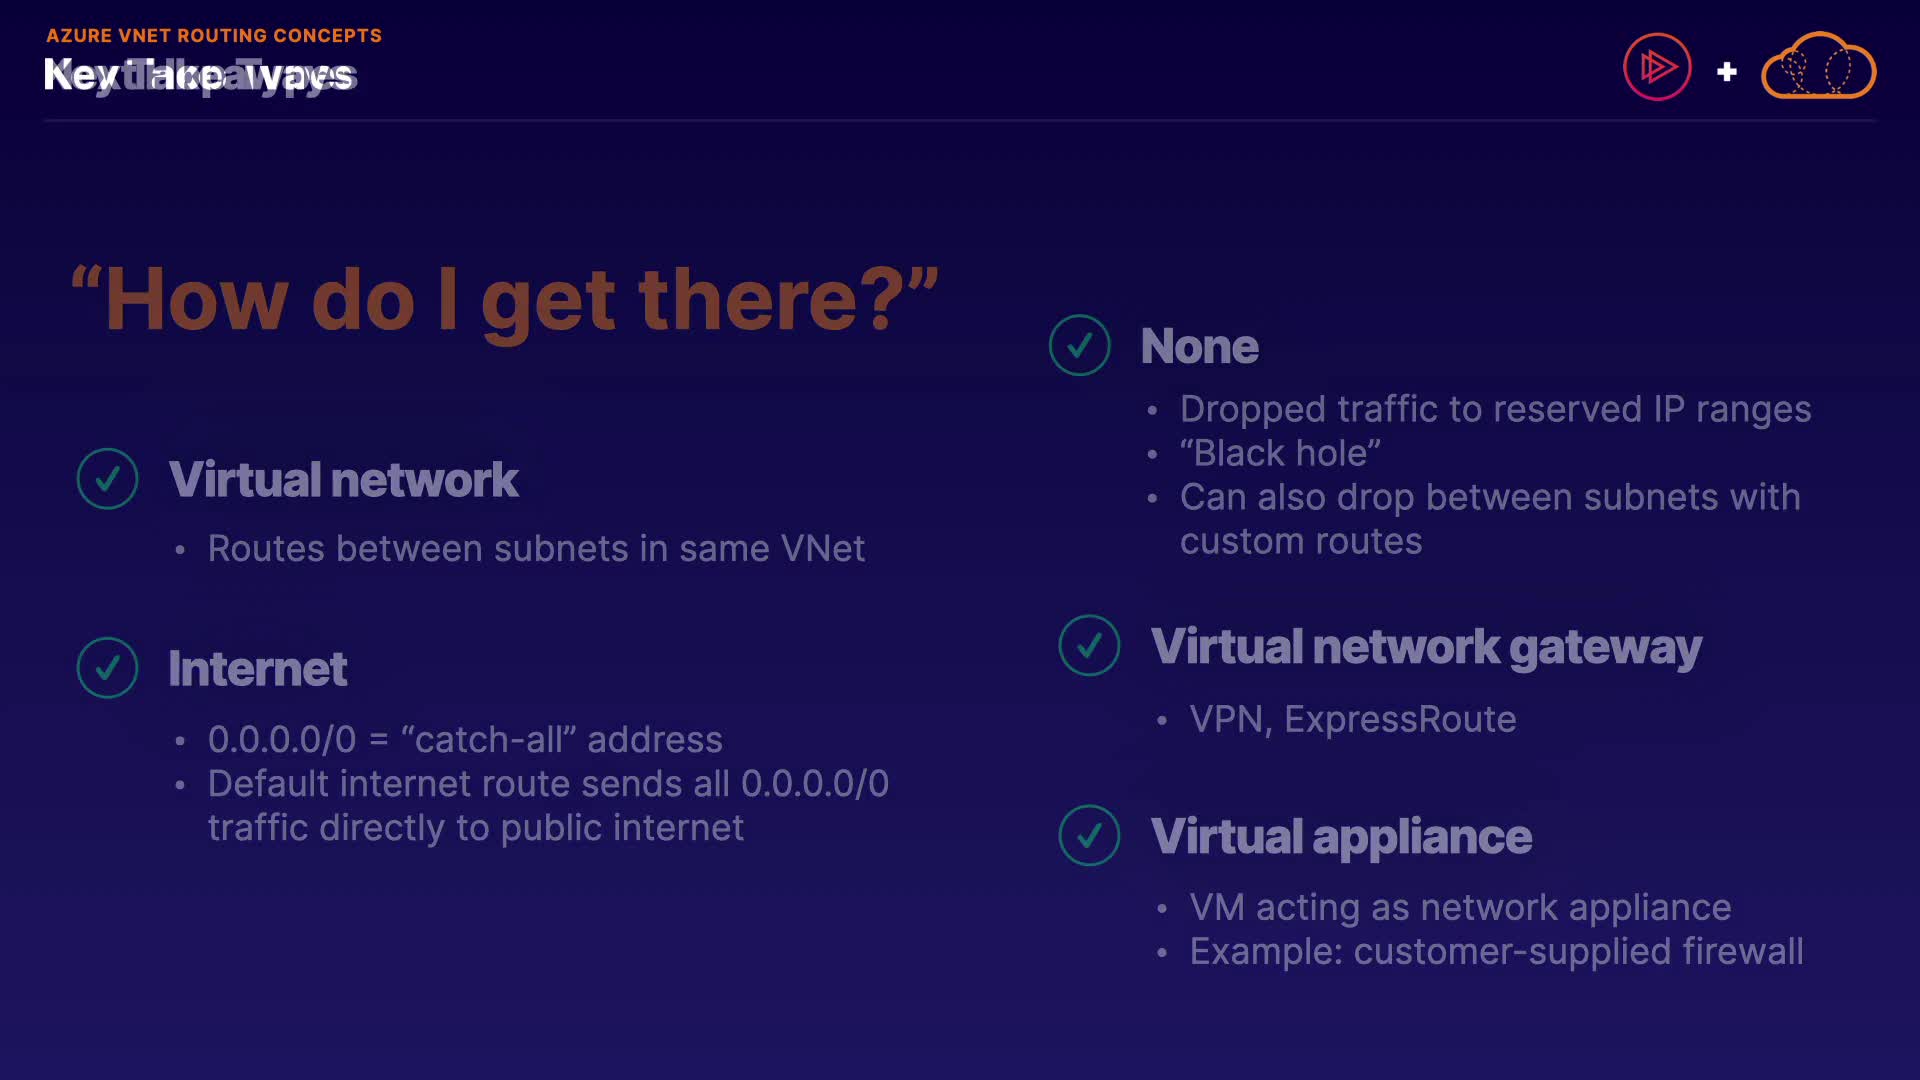 AZURE VNET ROUTING CONCEPTS
“How do I get there?”
Virtual network
• Routes between subnets in same VNet
Internet
• 0.0.0.0/0 = “catch-all” address
• Default internet route sends all 0.0.0.0/0
traffic directly to public internet
None
• Dropped traffic to reserved IP ranges
• “Black hole”
• Can also drop between subnets with
custom routes
Virtual network gateway
• VPN, ExpressRoute
Virtual appliance
• VM acting as network appliance
• Example: customer-supplied firewall